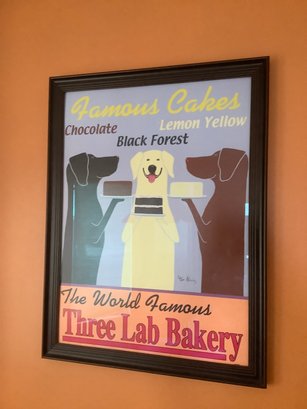 Famous Cakes
Chocolate
Lemon Yellow
Black Forest
The World Famous
Three Lab Bakery